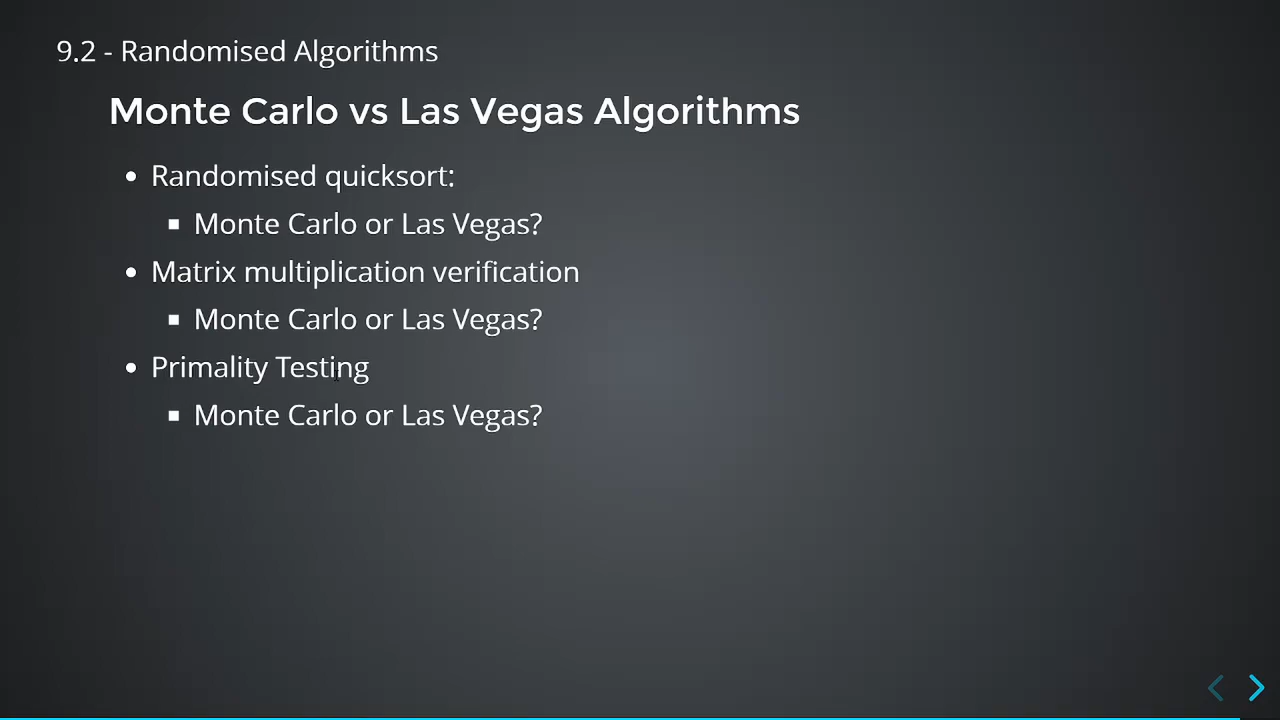 9.2 - Randomised Algorithms
Monte Carlo vs Las Vegas Algorithms
Randomised quicksort:
Monte Carlo or Las Vegas?
Matrix multiplication verification
Monte Carlo or Las Vegas?
Primality Testing
Monte Carlo or Las Vegas?